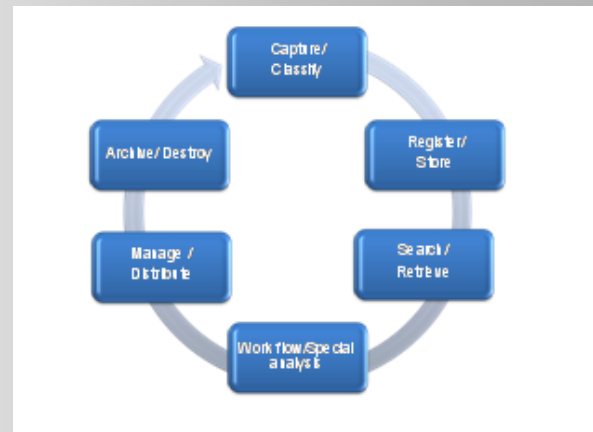 Capture/
Classify
Register/
Store
Search/
Retrieve
Workflow/Special
analysis
Manage /
Distribute
Archive/ Destroy